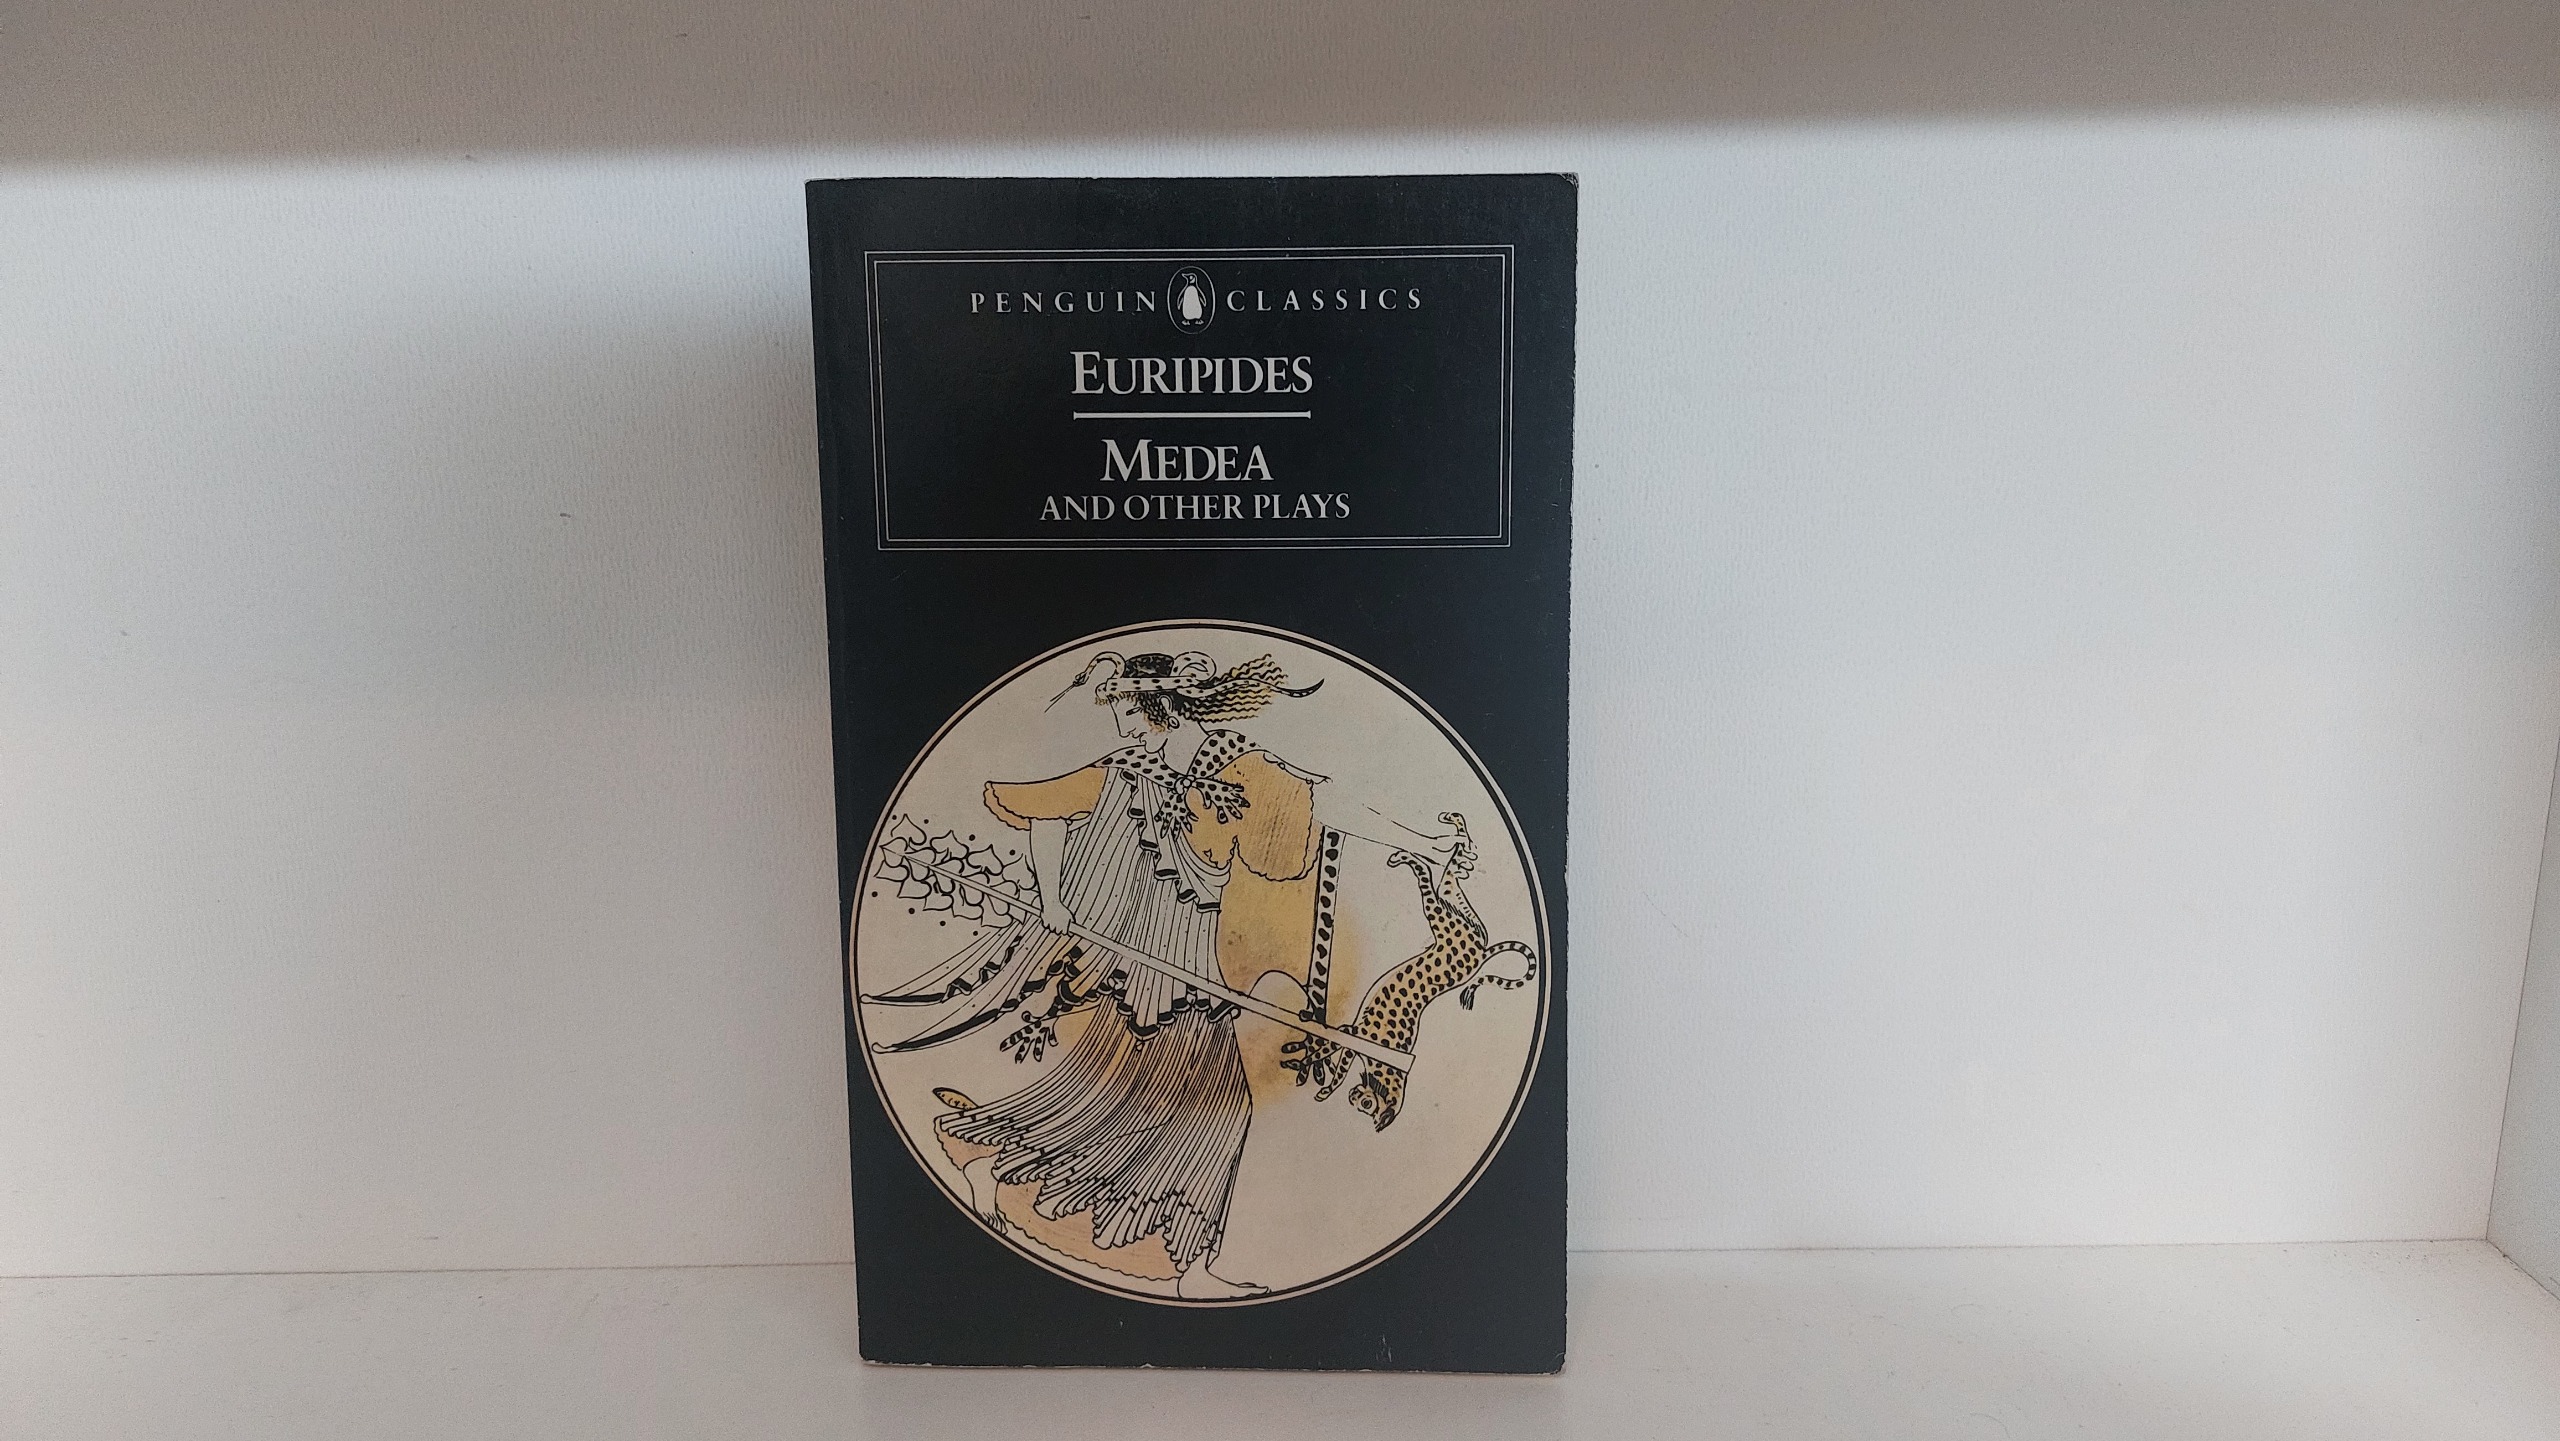 PENGUIN CLASSICS
EURIPIDES
MEDEA
AND OTHER PLAYS